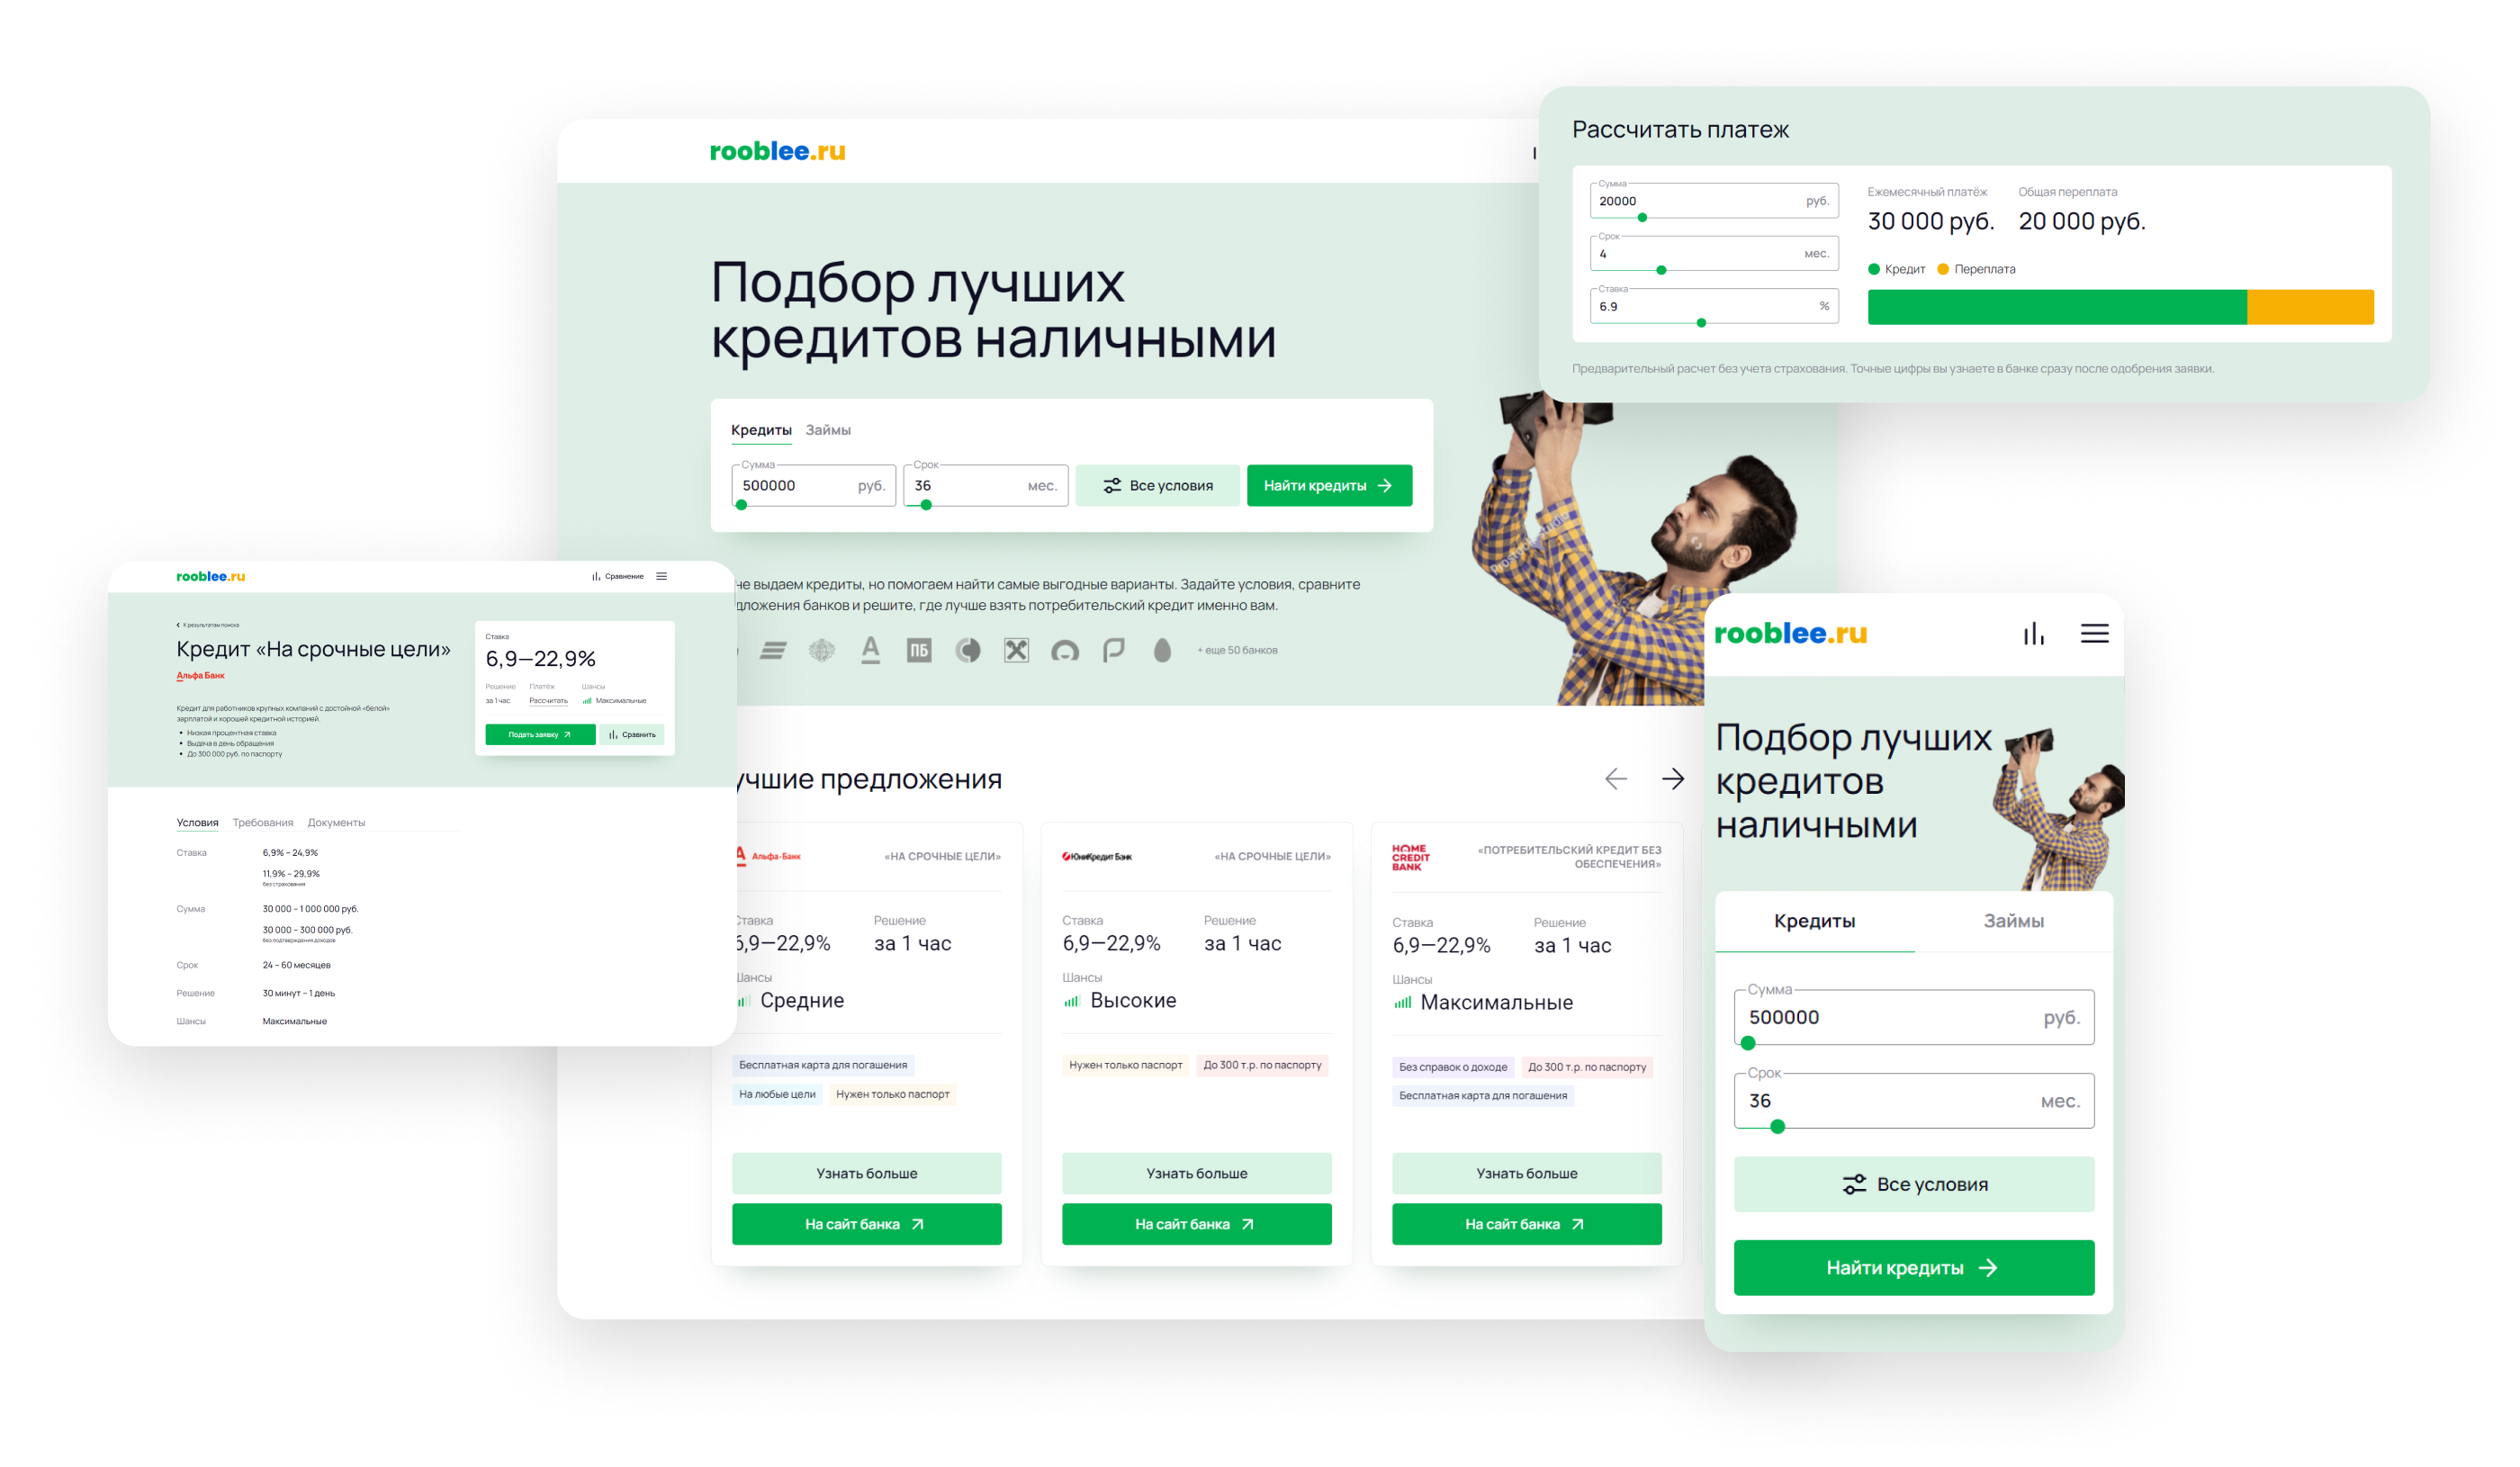 rooblee.ru
Подбор лучших
кредитов наличными
Кредиты Займы
Сумма
500000 руб.
Срок
36 мес.
Все условия
Найти кредиты
не выдаем кредиты, но помогаем найти самые выгодные варианты. Задайте условия, сравните
банков и решите, где лучше взять потребительский кредит именно вам.
А ПБ
+ еще 50 банков
предложения
Альфа-Банк
«НА СРОЧНЫЕ ЦЕЛИ»
Ставка Решение
6,9—22,9% за 1 час
Шансы
Средние
Бесплатная карта для погашения
На любые цели Нужен только паспорт
Узнать больше
На сайт банка
ЮниКредит Банк
«НА СРОЧНЫЕ ЦЕЛИ»
Ставка Решение
6,9—22,9% за 1 час
Шансы
Высокие
Нужен только паспорт До 300 т.р. по паспорту
Узнать больше
На сайт банка
HOME
CREDIT
BANK
«ПОТРЕБИТЕЛЬСКИЙ КРЕДИТ БЕЗ
ОБЕСПЕЧЕНИЯ»
Ставка Решение
6,9—22,9% за 1 час
Шансы
Максимальные
Без справок о доходе До 300 т.р. по паспорту
Бесплатная карта для погашения
Узнать больше
На сайт банка
Рассчитать платеж
Сумма
20000 руб.
Срок
4 мес.
Ставка
6.9 %
Ежемесячный платёж Общая переплата
30 000 руб. 20 000 руб.
Кредит Переплата
Предварительный расчет без учета страхования. Точные цифры вы узнаете в банке сразу после одобрения заявки.
rooblee.ru
Сравнение
К результатам поиска
Кредит «На срочные цели»
Альфа Банк
Кредит для работников крупных компаний с достойной «белой»
зарплатой и хорошей кредитной историей.
• Низкая процентная ставка
• Выдача в день обращения
• До 300 000 руб. по паспорту
Ставка
6,9—22,9%
Решение Платёж Шансы
за 1 час Рассчитать Максимальные
Подать заявку Сравнить
Условия Требования Документы
Ставка 6,9% – 24,9%
11,9% – 29,9%
без страхования
Сумма 30 000 – 1 000 000 руб.
30 000 – 300 000 руб.
без подтверждения доходов
Срок 24 – 60 месяцев
Решение 30 минут – 1 день
Шансы Максимальные
rooblee.ru
Подбор лучших
кредитов
наличными
Кредиты Займы
Сумма
500000 руб.
Срок
36 мес.
Все условия
Найти кредиты